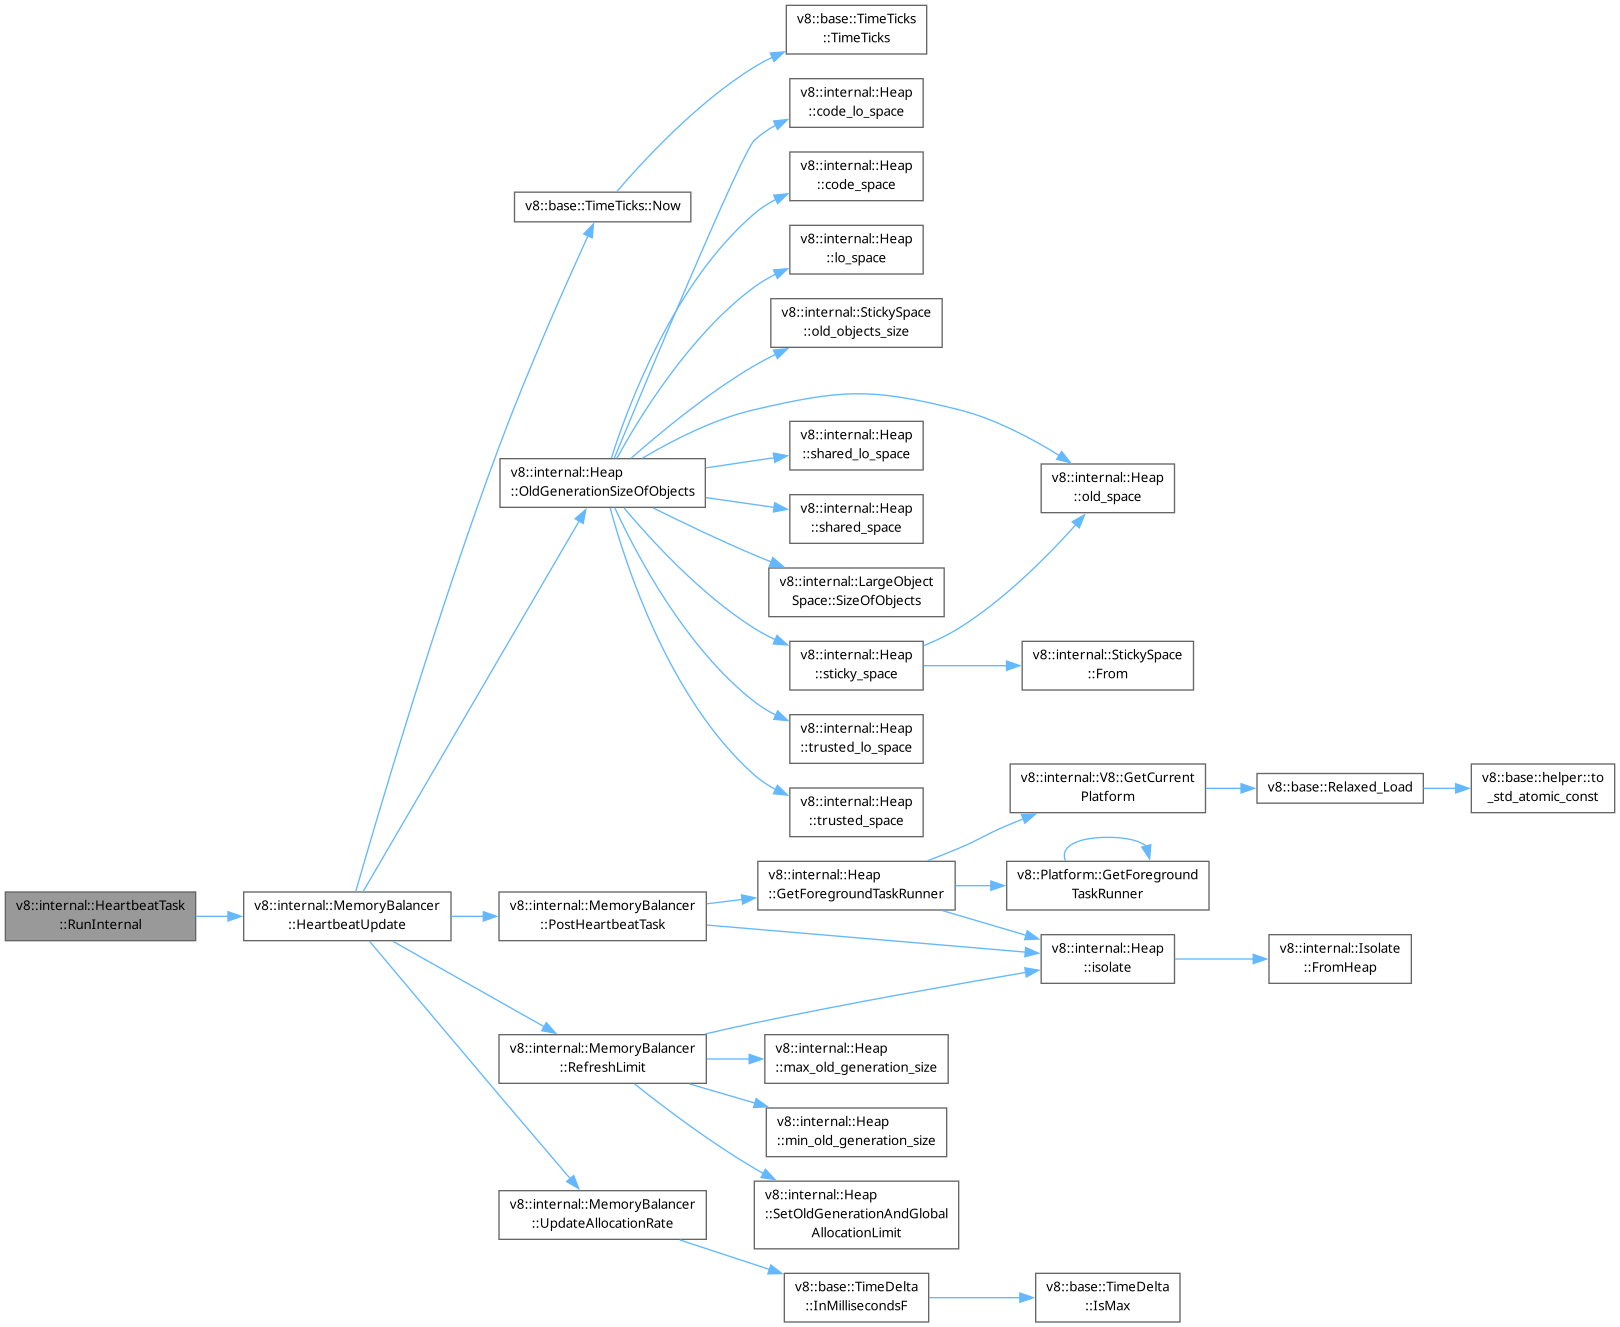 v8::base::TimeTicks
::TimeTicks
v8::internal::Heap
::code_lo_space
v8::internal::Heap
::code_space
v8::base::TimeTicks::Now
v8::internal::Heap
::lo_space
v8::internal::StickySpace
::old_objects_size
v8::internal::Heap
::shared_lo_space
v8::internal::Heap
::OldGenerationSizeOfObjects
v8::internal::Heap
::old_space
v8::internal::Heap
::shared_space
v8::internal::LargeObject
Space::SizeOfObjects
v8::internal::Heap
::sticky_space
v8::internal::StickySpace
::From
v8::internal::Heap
::trusted_lo_space
v8::internal::Heap
::trusted_space
v8::internal::V8::GetCurrent
Platform
v8::base::Relaxed_Load
v8::base::helper::to
_std_atomic_const
v8::internal::HeartbeatTask
::RunInternal
v8::internal::MemoryBalancer
::HeartbeatUpdate
v8::internal::MemoryBalancer
::PostHeartbeatTask
v8::internal::Heap
::GetForegroundTaskRunner
v8::Platform::GetForeground
TaskRunner
v8::internal::Heap
::isolate
v8::internal::Isolate
::FromHeap
v8::internal::MemoryBalancer
::RefreshLimit
v8::internal::Heap
::max_old_generation_size
v8::internal::Heap
::min_old_generation_size
v8::internal::Heap
::SetOldGenerationAndGlobal
AllocationLimit
v8::internal::MemoryBalancer
::UpdateAllocationRate
v8::base::TimeDelta
::InMillisecondsF
v8::base::TimeDelta
::IsMax